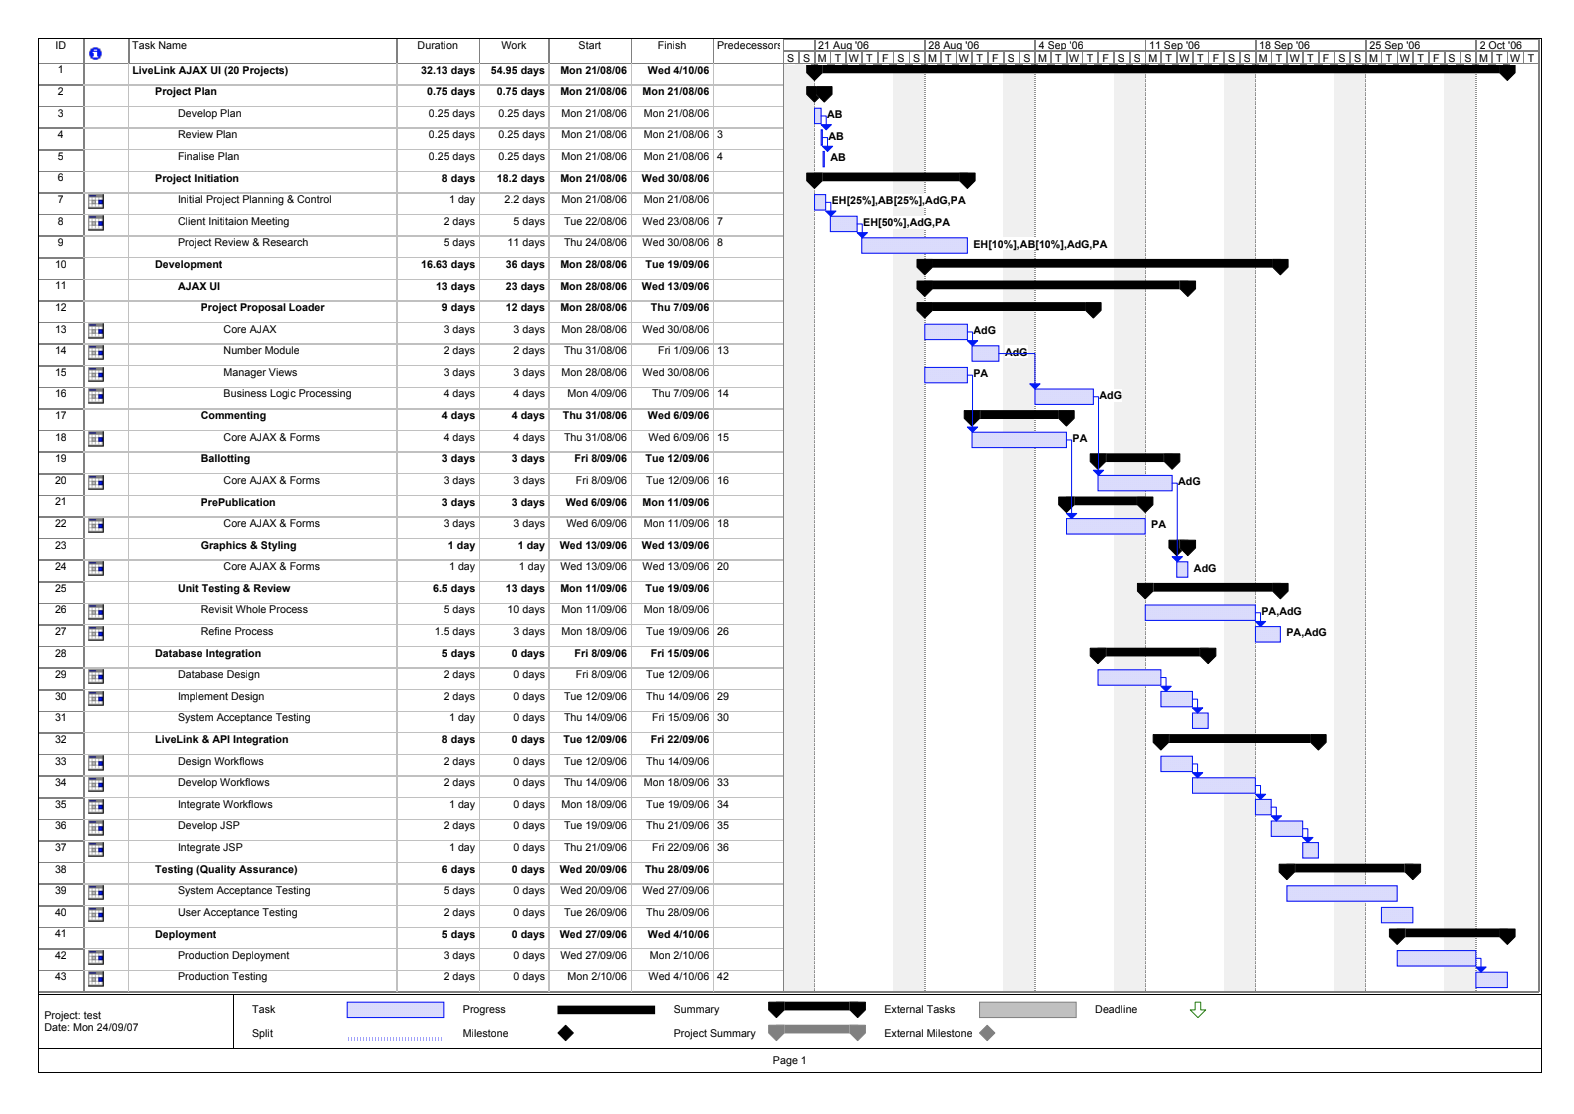 ID Task Name Duration Work Start Finish Predecessors 21 Aug '06 28 Aug '06 4 Sep '06 11 Sep '06 18 Sep '06 25 Sep '06 2 Oct '06
S S M T W T F S S M T W T F S S M T W T F S S M T W T F S S M T W T F S S M T W T F S S M T W T
1 LiveLink AJAX UI (20 Projects) 32.13 days 54.95 days Mon 21/08/06 Wed 4/10/06
2 Project Plan 0.75 days 0.75 days Mon 21/08/06 Mon 21/08/06
3 Develop Plan 0.25 days 0.25 days Mon 21/08/06 Mon 21/08/06 AB
4 Review Plan 0.25 days 0.25 days Mon 21/08/06 Mon 21/08/06 3 AB
5 Finalise Plan 0.25 days 0.25 days Mon 21/08/06 Mon 21/08/06 4 AB
6 Project Initiation 8 days 18.2 days Mon 21/08/06 Wed 30/08/06
7 Initial Project Planning & Control 1 day 2.2 days Mon 21/08/06 Mon 21/08/06 EH[25%],AB[25%],AdG,PA
8 Client Inititaion Meeting 2 days 5 days Tue 22/08/06 Wed 23/08/06 7 EH[50%],AdG,PA
9 Project Review & Research 5 days 11 days Thu 24/08/06 Wed 30/08/06 8 EH[10%],AB[10%],AdG,PA
10 Development 16.63 days 36 days Mon 28/08/06 Tue 19/09/06
11 AJAX UI 13 days 23 days Mon 28/08/06 Wed 13/09/06
12 Project Proposal Loader 9 days 12 days Mon 28/08/06 Thu 7/09/06
13 Core AJAX 3 days 3 days Mon 28/08/06 Wed 30/08/06 AdG
14 Number Module 2 days 2 days Thu 31/08/06 Fri 1/09/06 13 AdG
15 Manager Views 3 days 3 days Mon 28/08/06 Wed 30/08/06 PA
16 Business Logic Processing 4 days 4 days Mon 4/09/06 Thu 7/09/06 14 AdG
17 Commenting 4 days 4 days Thu 31/08/06 Wed 6/09/06
18 Core AJAX & Forms 4 days 4 days Thu 31/08/06 Wed 6/09/06 15 PA
19 Ballotting 3 days 3 days Fri 8/09/06 Tue 12/09/06
20 Core AJAX & Forms 3 days 3 days Fri 8/09/06 Tue 12/09/06 16 AdG
21 PrePublication 3 days 3 days Wed 6/09/06 Mon 11/09/06
22 Core AJAX & Forms 3 days 3 days Wed 6/09/06 Mon 11/09/06 18 PA
23 Graphics & Styling 1 day 1 day Wed 13/09/06 Wed 13/09/06
24 Core AJAX & Forms 1 day 1 day Wed 13/09/06 Wed 13/09/06 20 AdG
25 Unit Testing & Review 6.5 days 13 days Mon 11/09/06 Tue 19/09/06
26 Revisit Whole Process 5 days 10 days Mon 11/09/06 Mon 18/09/06 PA,AdG
27 Refine Process 1.5 days 3 days Mon 18/09/06 Tue 19/09/06 26 PA,AdG
28 Database Integration 5 days 0 days Fri 8/09/06 Fri 15/09/06
29 Database Design 2 days 0 days Fri 8/09/06 Tue 12/09/06
30 Implement Design 2 days 0 days Tue 12/09/06 Thu 14/09/06 29
31 System Acceptance Testing 1 day 0 days Thu 14/09/06 Fri 15/09/06 30
32 LiveLink & API Integration 8 days 0 days Tue 12/09/06 Fri 22/09/06
33 Design Workflows 2 days 0 days Tue 12/09/06 Thu 14/09/06
34 Develop Workflows 2 days 0 days Thu 14/09/06 Mon 18/09/06 33
35 Integrate Workflows 1 day 0 days Mon 18/09/06 Tue 19/09/06 34
36 Develop JSP 2 days 0 days Tue 19/09/06 Thu 21/09/06 35
37 Integrate JSP 1 day 0 days Thu 21/09/06 Fri 22/09/06 36
38 Testing (Quality Assurance) 6 days 0 days Wed 20/09/06 Thu 28/09/06
39 System Acceptance Testing 5 days 0 days Wed 20/09/06 Wed 27/09/06
40 User Acceptance Testing 2 days 0 days Tue 26/09/06 Thu 28/09/06
41 Deployment 5 days 0 days Wed 27/09/06 Wed 4/10/06
42 Production Deployment 3 days 0 days Wed 27/09/06 Mon 2/10/06
43 Production Testing 2 days 0 days Mon 2/10/06 Wed 4/10/06 42
Project: test
Date: Mon 24/09/07
Task Progress Summary External Tasks Deadline
Split Milestone Project Summary External Milestone
Page 1